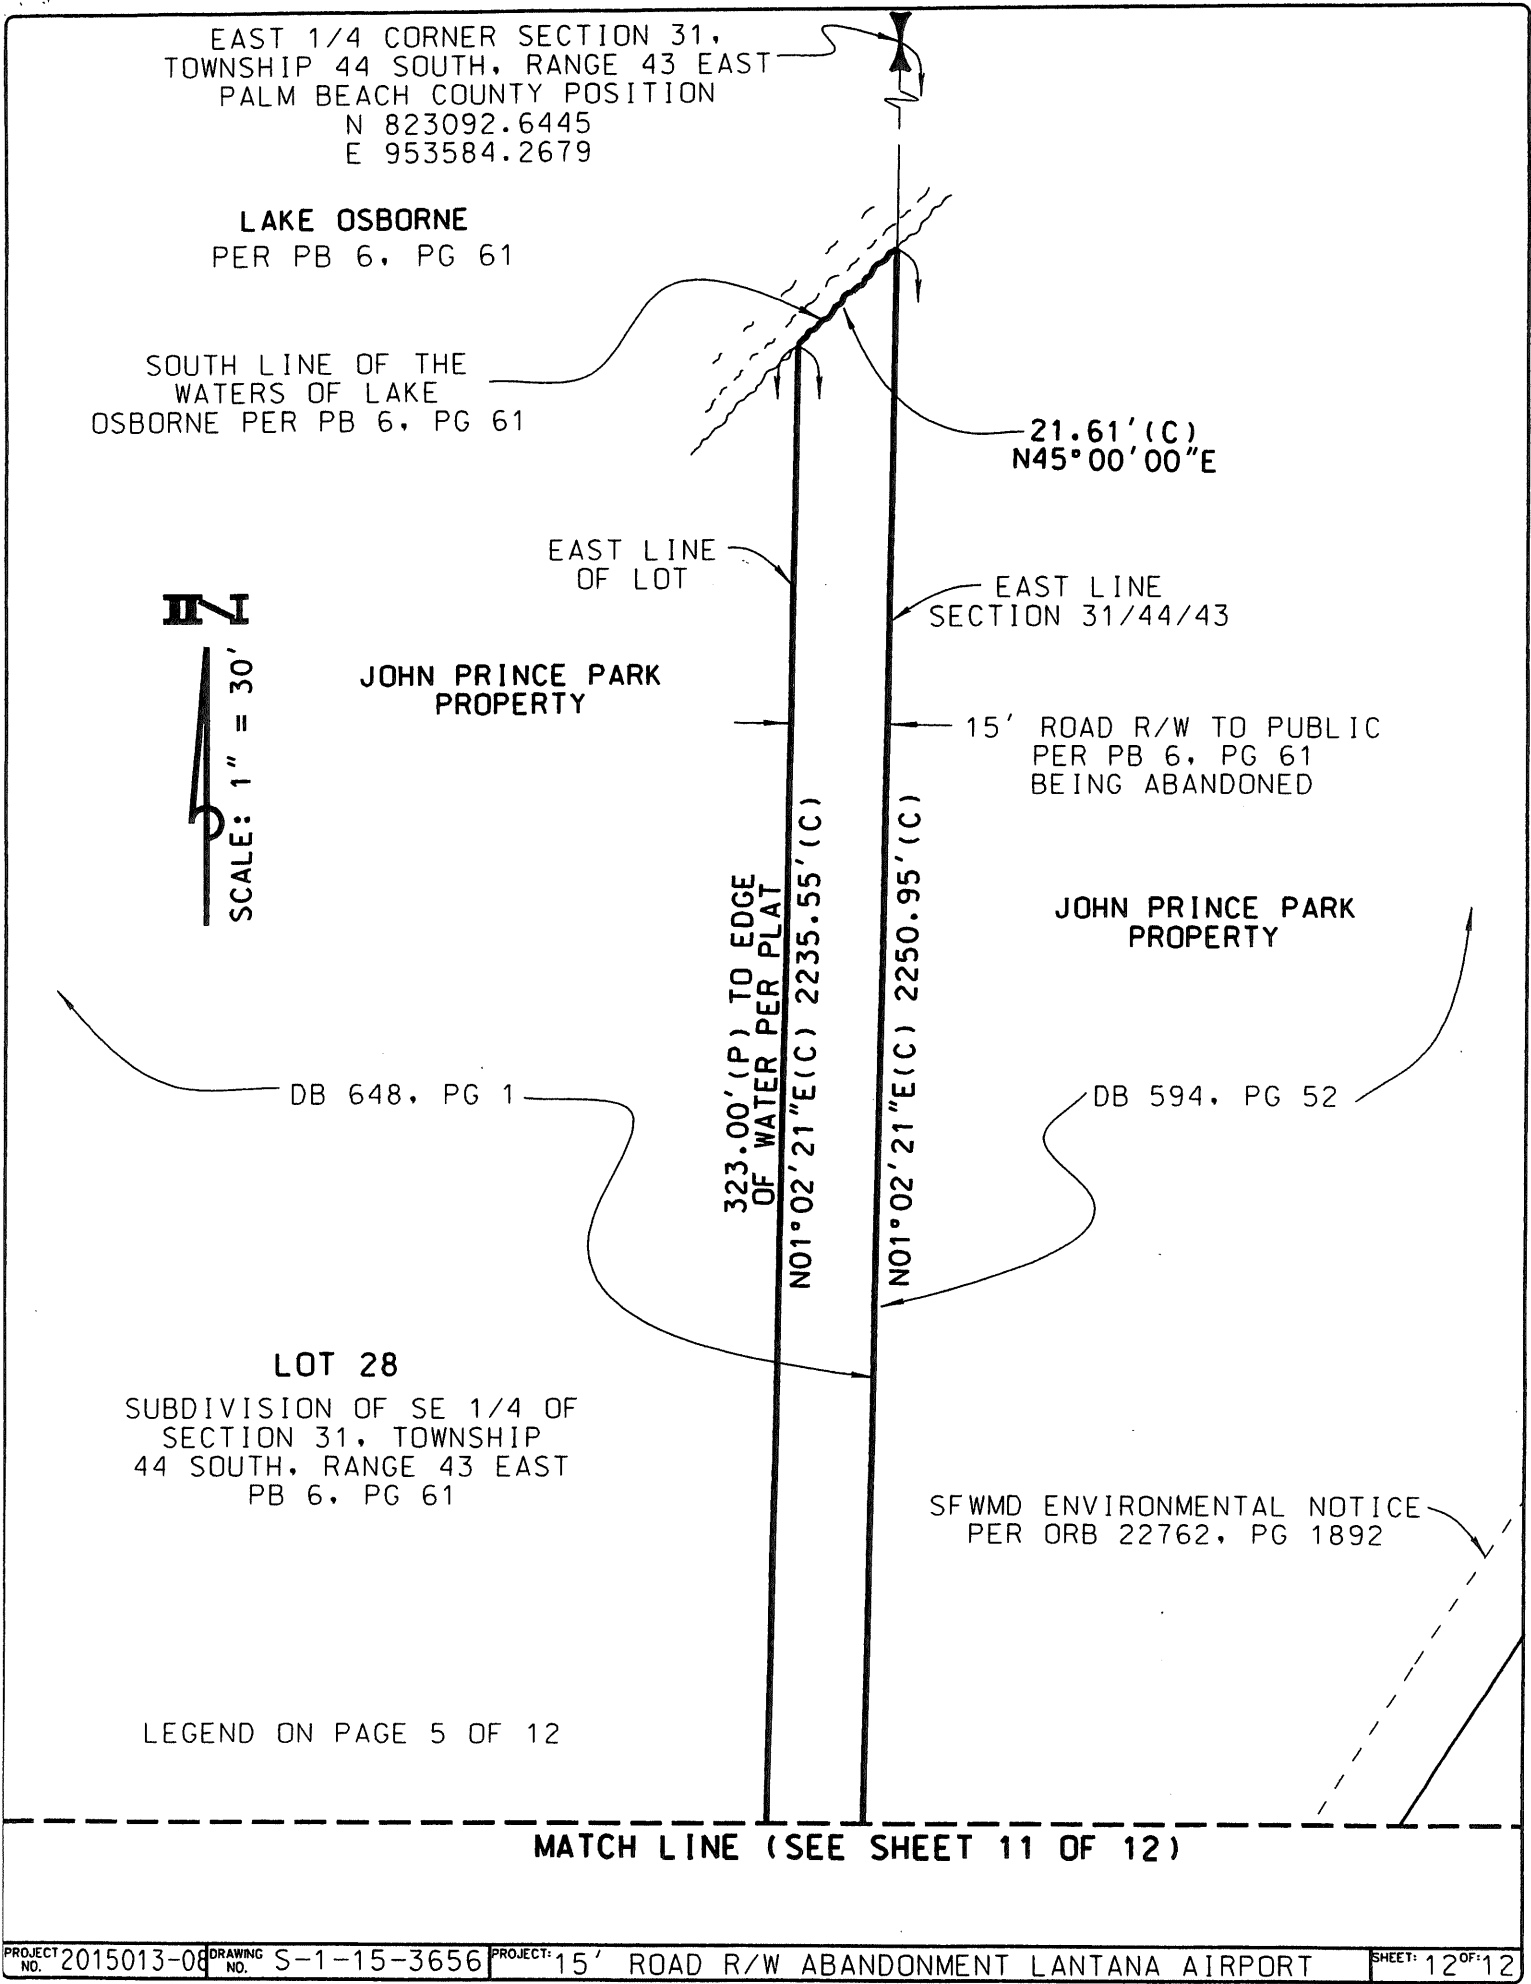 EAST 1/4 CORNER SECTION 31,
TOWNSHIP 44 SOUTH, RANGE 43 EAST
PALM BEACH COUNTY POSITION
N 823092.6445
E 953584.2679
LAKE OSBORNE
PER PB 6, PG 61
SOUTH LINE OF THE
WATERS OF LAKE
OSBORNE PER PB 6, PG 61
21.61'(C)
N45°00'00"E
EAST LINE
OF LOT
EAST LINE
SECTION 31/44/43
N
SCALE: 1" = 30'
JOHN PRINCE PARK
PROPERTY
15' ROAD R/W TO PUBLIC
PER PB 6, PG 61
BEING ABANDONED
323.00'(P) TO EDGE
OF WATER PER PLAT
N01°02'21"E(C) 2235.55'(C)
N01°02'21"E(C) 2250.95'(C)
JOHN PRINCE PARK
PROPERTY
DB 648, PG 1
DB 594, PG 52
LOT 28
SUBDIVISION OF SE 1/4 OF
SECTION 31, TOWNSHIP
44 SOUTH, RANGE 43 EAST
PB 6, PG 61
SFWMD ENVIRONMENTAL NOTICE
PER ORB 22762, PG 1892
LEGEND ON PAGE 5 OF 12
MATCH LINE (SEE SHEET 11 OF 12)
PROJECT NO. 2015013-08 DRAWING NO. S-1-15-3656 PROJECT: 15' ROAD R/W ABANDONMENT LANTANA AIRPORT SHEET: 12 OF: 12